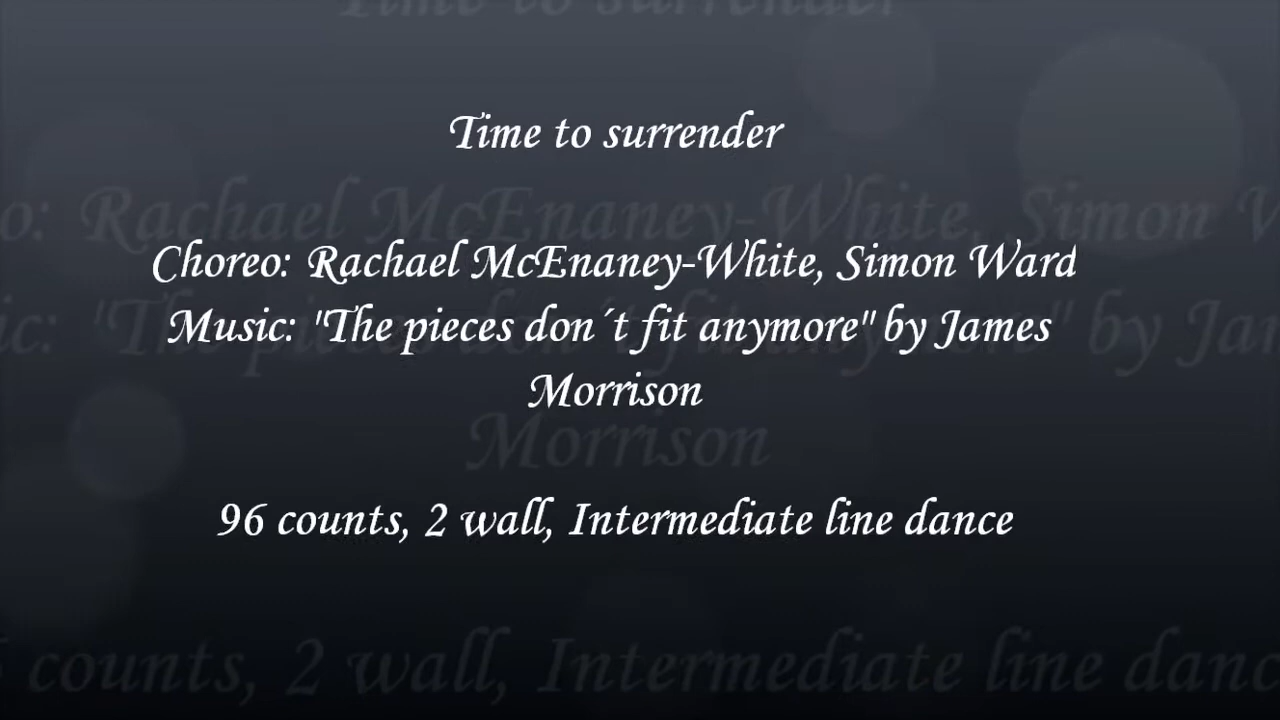 Time to surrender
Choreo: Rachael McEnaney-White, Simon Ward
Music: "The pieces don´t fit anymore" by James
Morrison
96 counts, 2 wall, Intermediate line dance